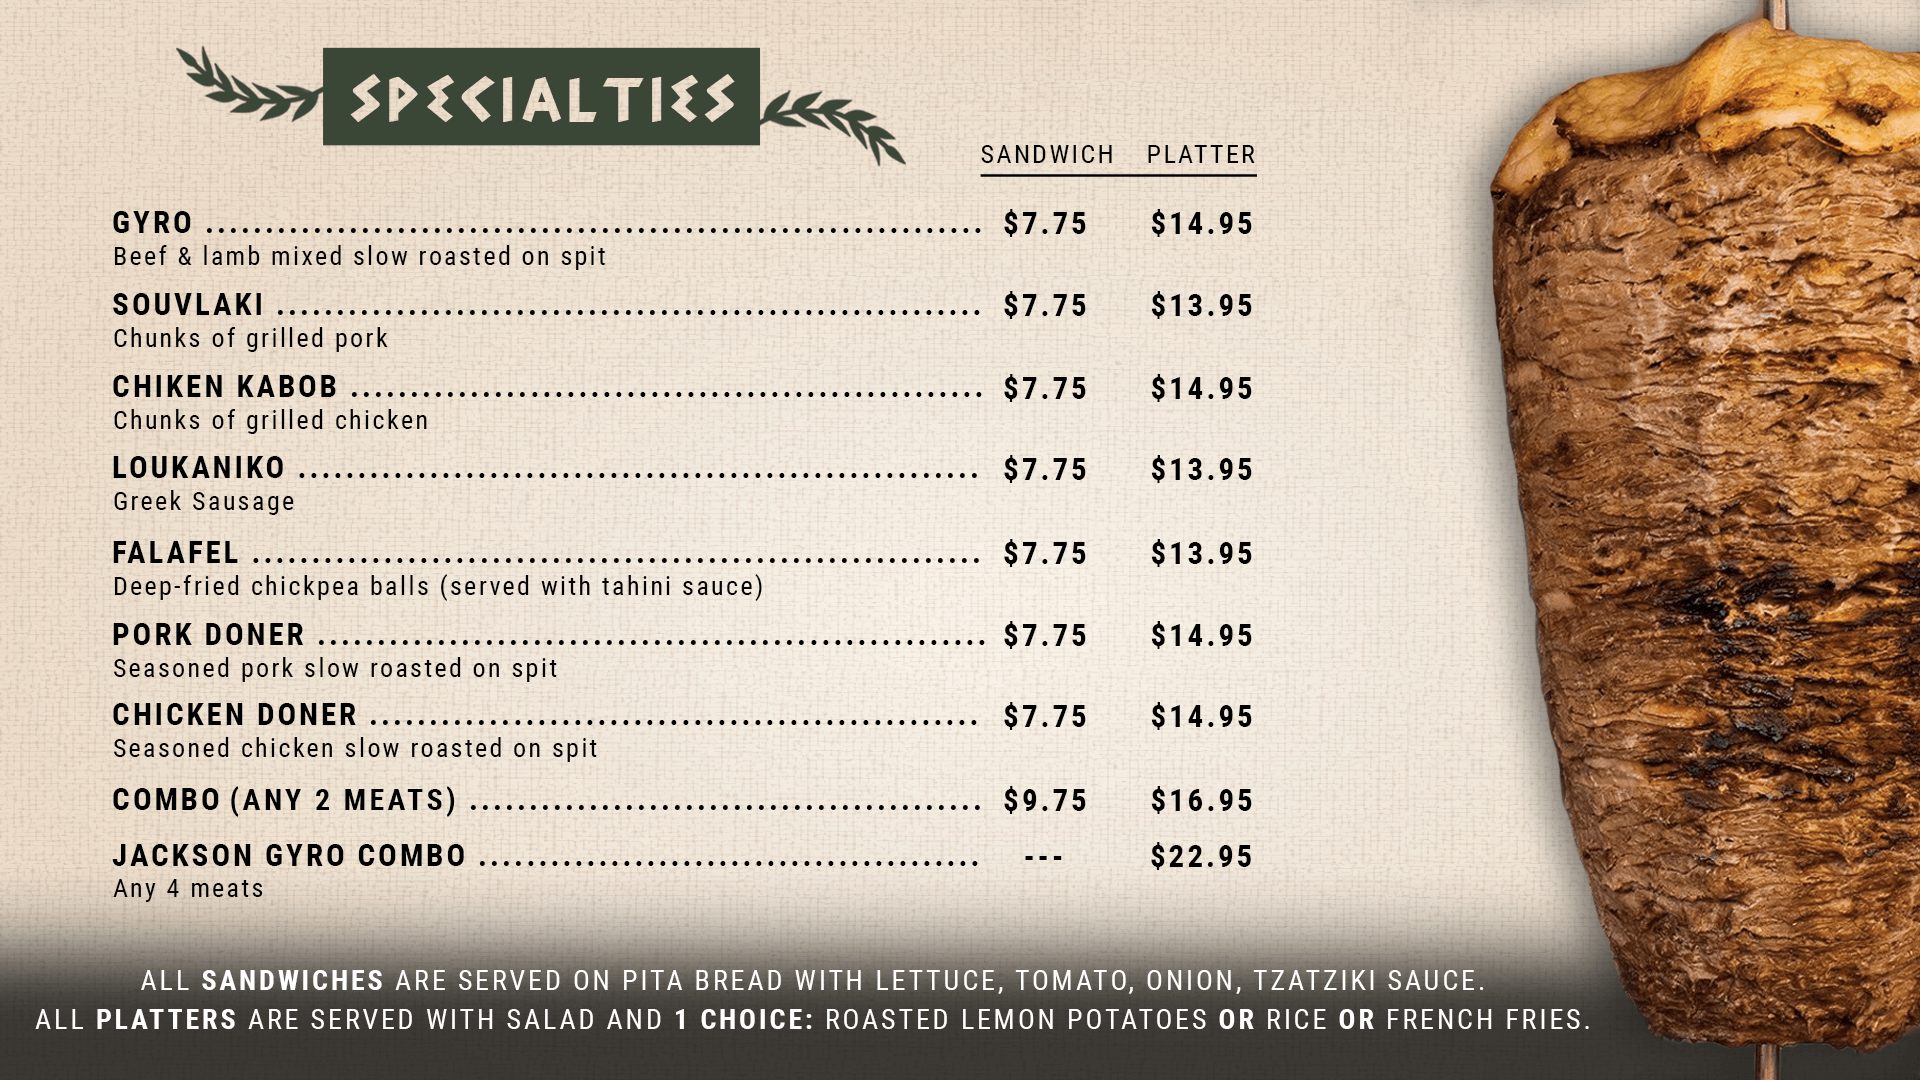 SPECIALTIES
SANDWICH PLATTER
GYRO ........................................................... $7.75 $14.95
Beef & lamb mixed slow roasted on spit
SOUVLAKI ..................................................... $7.75 $13.95
Chunks of grilled pork
CHIKEN KABOB ................................................ $7.75 $14.95
Chunks of grilled chicken
LOUKANIKO .................................................... $7.75 $13.95
Greek Sausage
FALAFEL ....................................................... $7.75 $13.95
Deep-fried chickpea balls (served with tahini sauce)
PORK DONER .................................................. $7.75 $14.95
Seasoned pork slow roasted on spit
CHICKEN DONER .............................................. $7.75 $14.95
Seasoned chicken slow roasted on spit
COMBO (ANY 2 MEATS) ....................................... $9.75 $16.95
JACKSON GYRO COMBO ...................................... --- $22.95
Any 4 meats
ALL SANDWICHES ARE SERVED ON PITA BREAD WITH LETTUCE, TOMATO, ONION, TZATZIKI SAUCE.
ALL PLATTERS ARE SERVED WITH SALAD AND 1 CHOICE: ROASTED LEMON POTATOES OR RICE OR FRENCH FRIES.